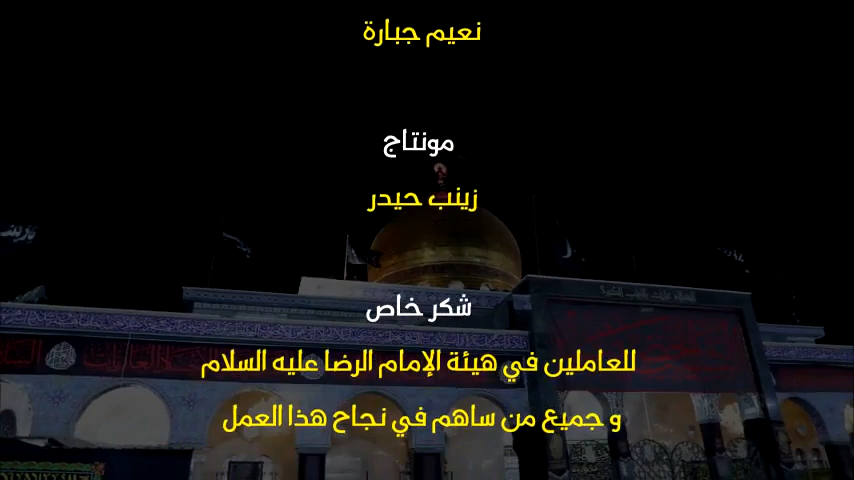 نعيم جبارة
مونتاج
زينب حيدر
شكر خاص
للعاملين في هيئة الإمام الرضا عليه السلام
و جميع من ساهم في نجاح هذا العمل